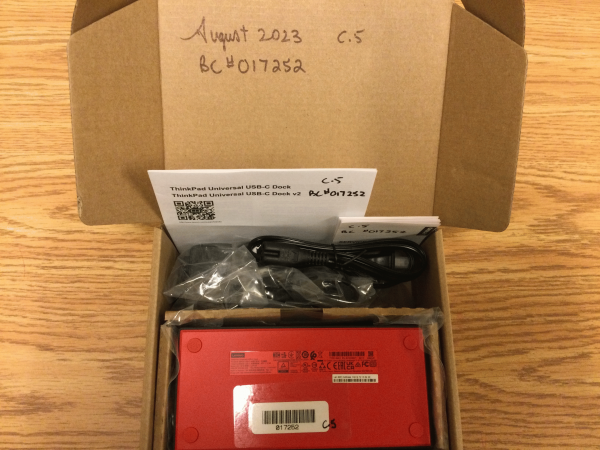 August 2023 C.5
BC#017252
ThinkPad Universal USB-C Dock C.5
ThinkPad Universal USB-C Dock v2 BC#017252
C.5
BC #017252
017252 C.5